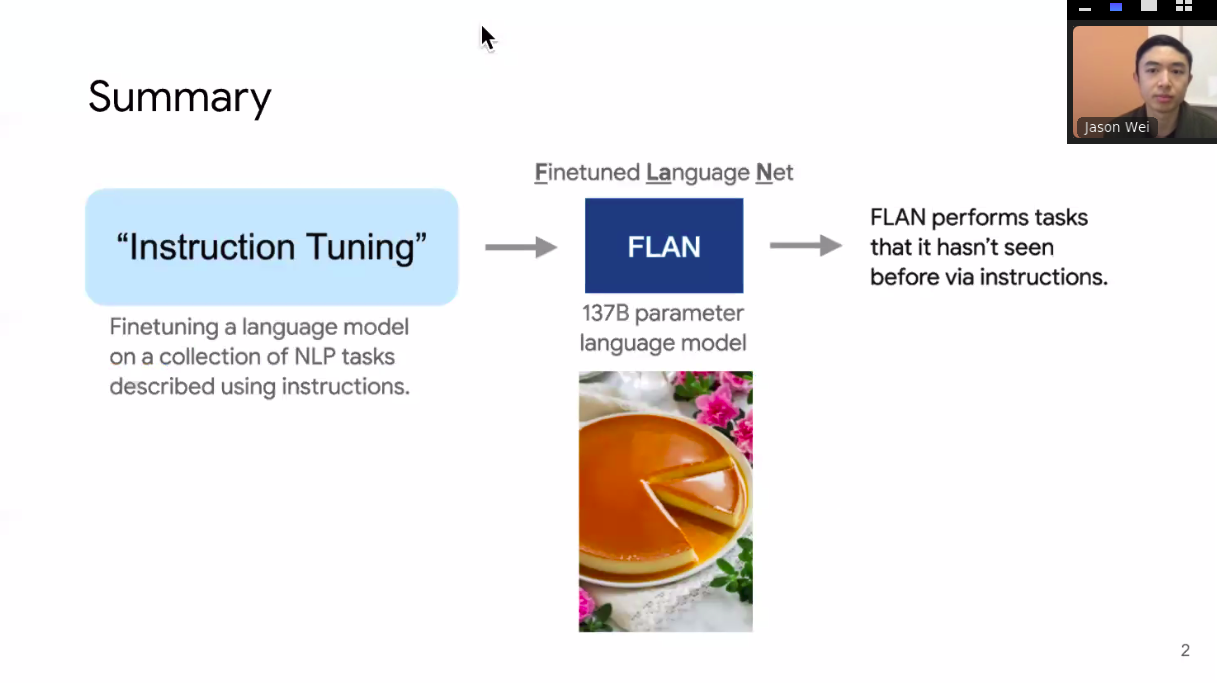 Jason Wei
Summary
Finetuned Language Net
“Instruction Tuning”
FLAN
FLAN performs tasks
that it hasn’t seen
before via instructions.
137B parameter
language model
Finetuning a language model
on a collection of NLP tasks
described using instructions.
2